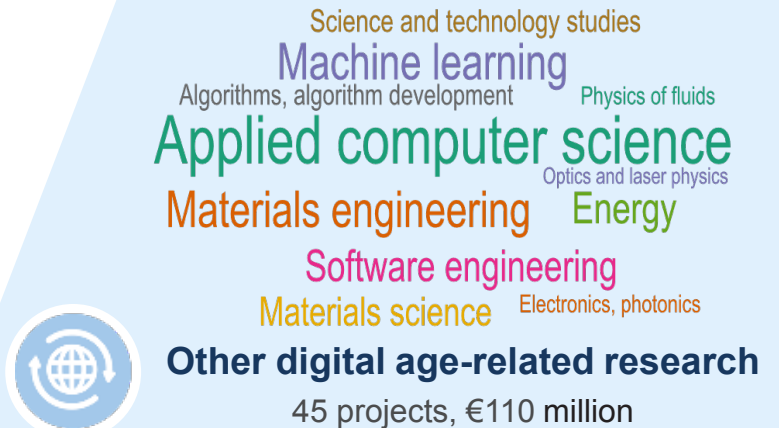 Science and technology studies
Machine learning
Algorithms, algorithm development
Physics of fluids
Applied computer science
Optics and laser physics
Materials engineering
Energy
Software engineering
Materials science
Electronics, photonics
Other digital age-related research
45 projects, €110 million